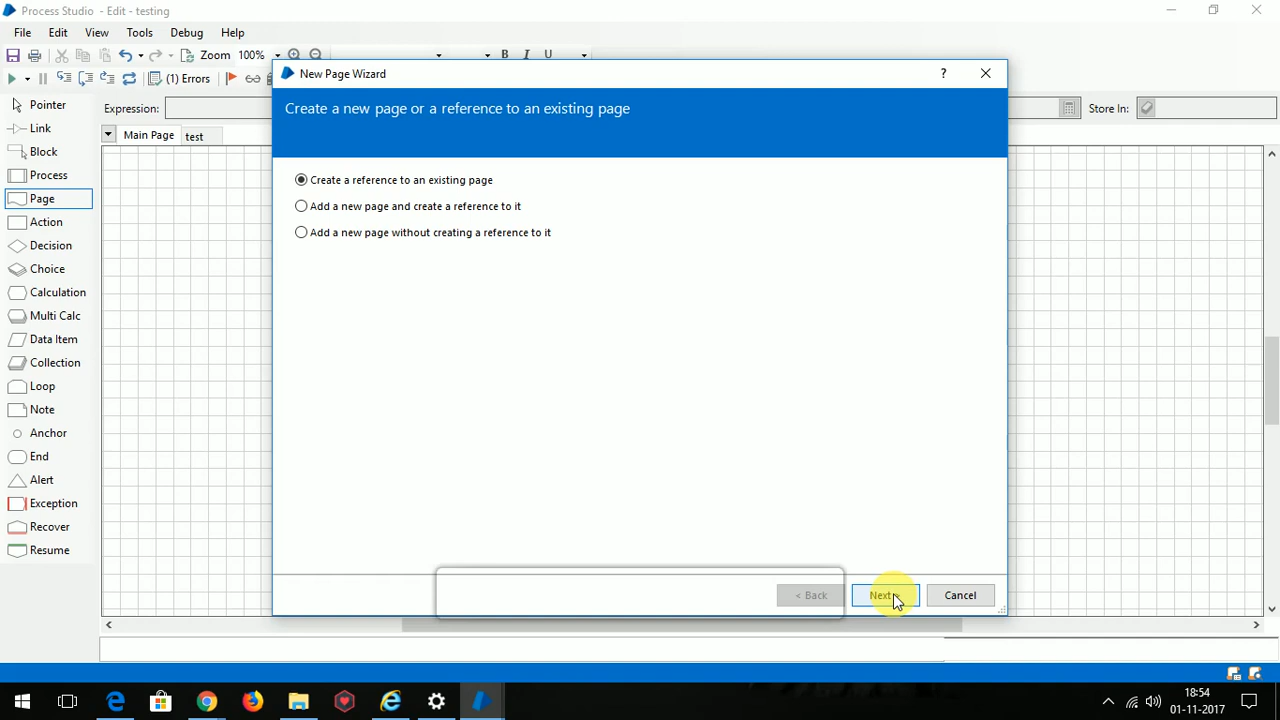 Process Studio - Edit - testing
File Edit View Tools Debug Help
Zoom 100% B I U
(1) Errors
Expression:
Store In:
Main Page test
Pointer
Link
Block
Process
Page
Action
Decision
Choice
Calculation
Multi Calc
Data Item
Collection
Loop
Note
Anchor
End
Alert
Exception
Recover
Resume
New Page Wizard ?
Create a new page or a reference to an existing page
Create a reference to an existing page
Add a new page and create a reference to it
Add a new page without creating a reference to it
< Back Next > Cancel
18:54
01-11-2017